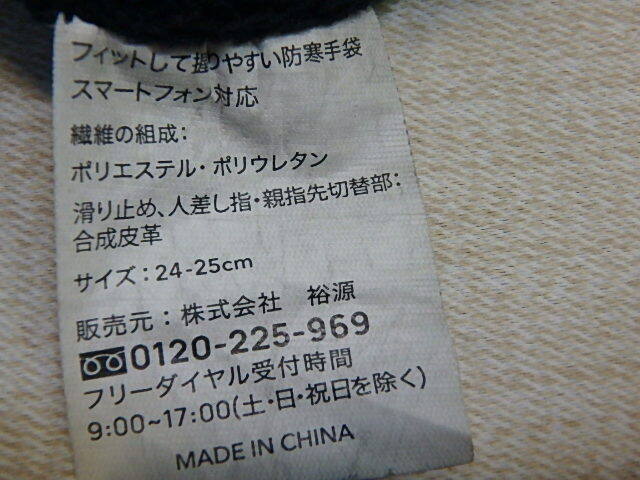 フィットして握りやすい防寒手袋
スマートフォン対応
繊維の組成:
ポリエステル・ポリウレタン
滑り止め、人差し指・親指先切替部:
合成皮革
サイズ:24-25cm
販売元:株式会社 裕源
0120-225-969
フリーダイヤル受付時間
9:00~17:00(土・日・祝日を除く)
MADE IN CHINA